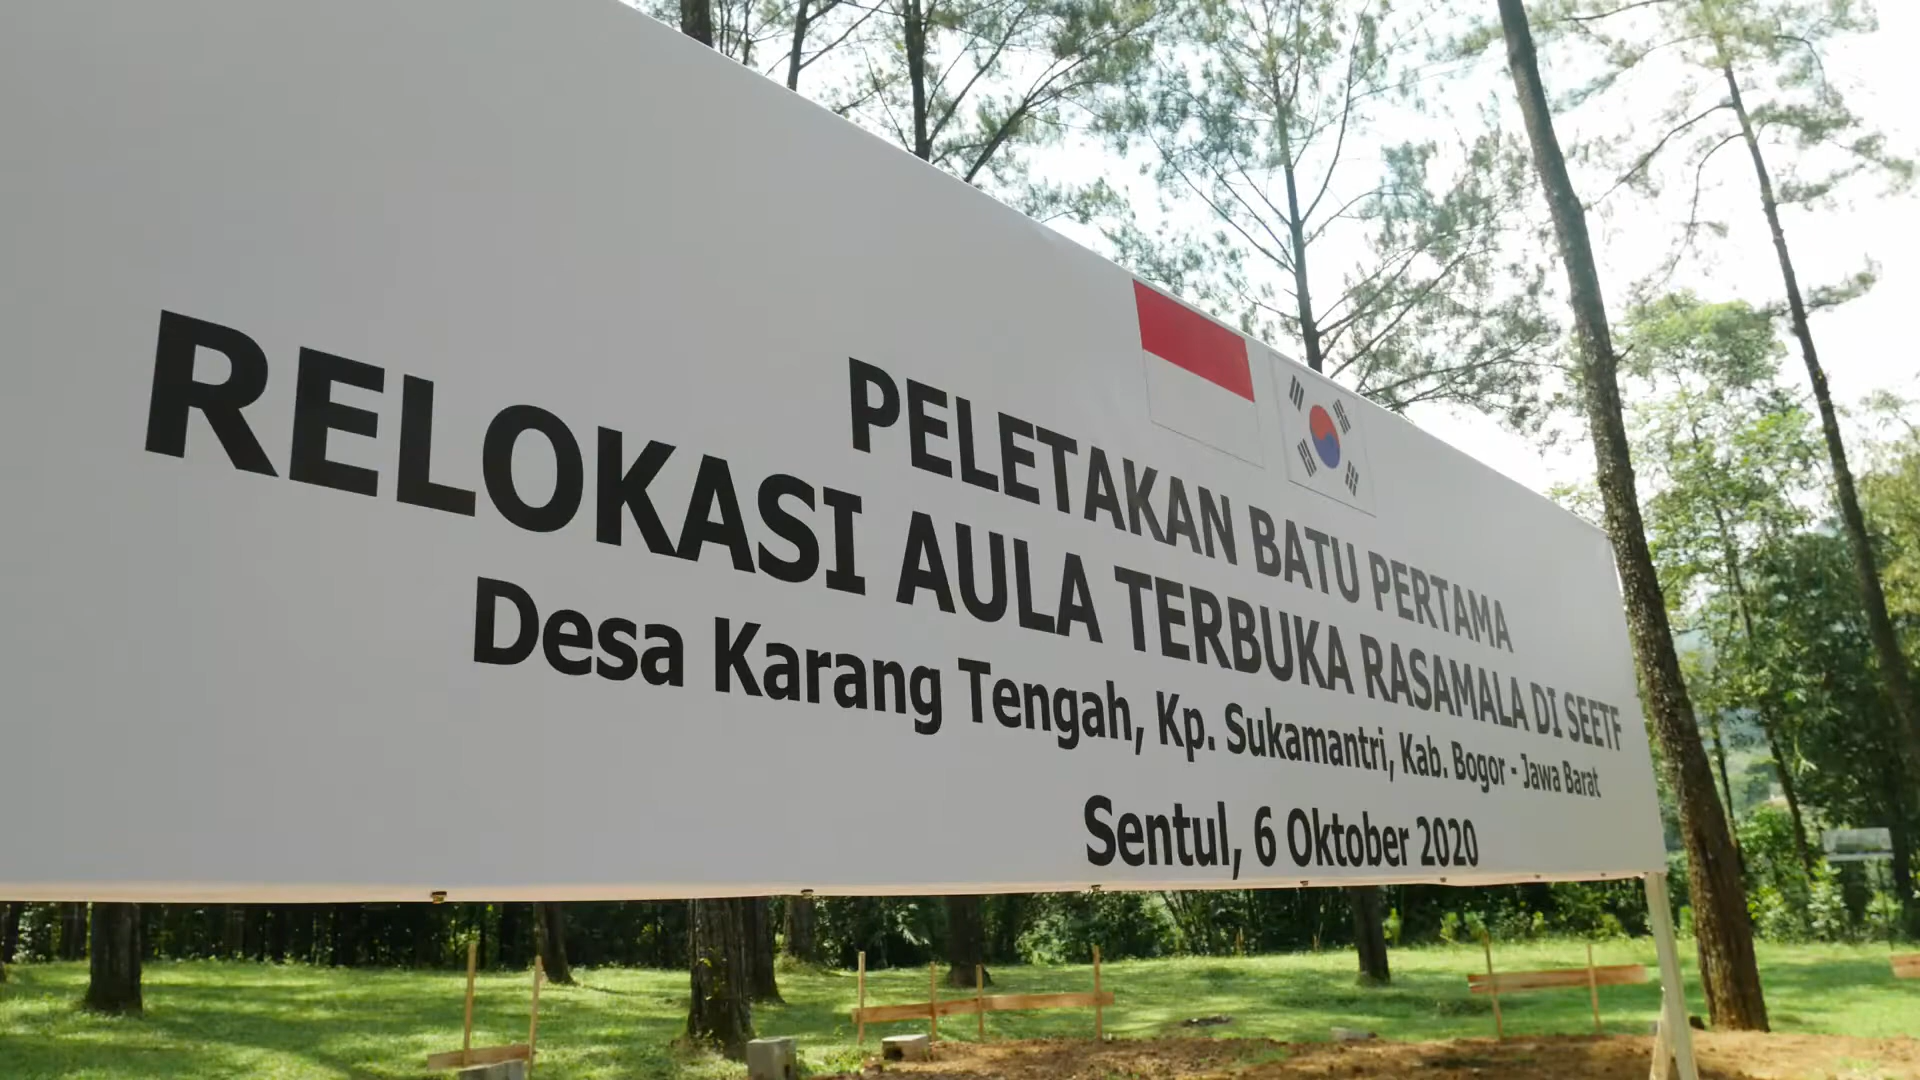 PELETAKAN BATU PERTAMA
RELOKASI AULA TERBUKA RASAMALA DI SEETF
Desa Karang Tengah, Kp. Sukamantri, Kab. Bogor - Jawa Barat
Sentul, 6 Oktober 2020